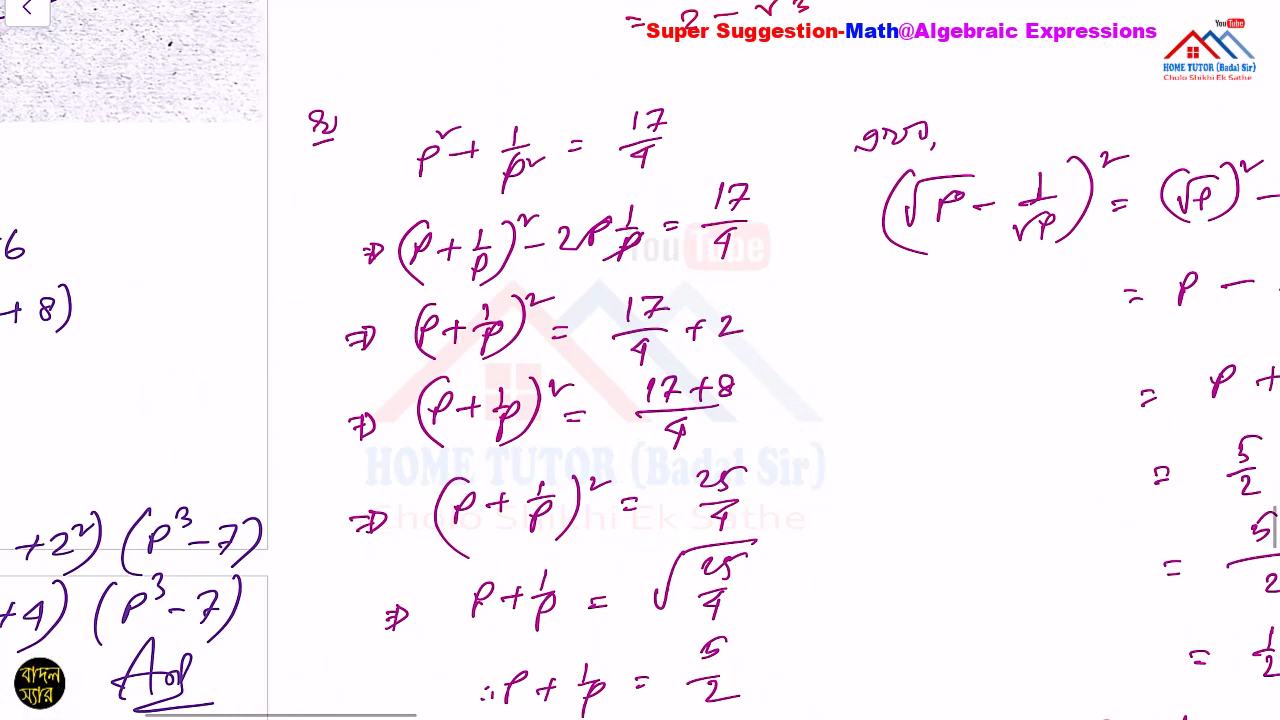 = 2 - √3
Super Suggestion-Math@Algebraic Expressions
YouTube
HOME TUTOR (Badal Sir)
Cholo Shikhi Ek Sathe
6
+ 8)
+2²) (p³ - 7)
+4) (p³ - 7)
Ans
বাদল
স্যার
p² + 1/p² = 17/4
⇒ (p + 1/p)² - 2p 1/p = 17/4
⇒ (p + 1/p)² = 17/4 + 2
⇒ (p + 1/p)² = (17+8)/4
⇒ (p + 1/p)² = 25/4
⇒ p + 1/p = √(25/4)
∴ p + 1/p = 5/2
(√p - 1/√p)² = (√p)² -
= p -
= p +
= 5/2
= 5/2
= 1/2
YouTube
HOME TUTOR (Badal Sir)
Cholo Shikhi Ek Sathe